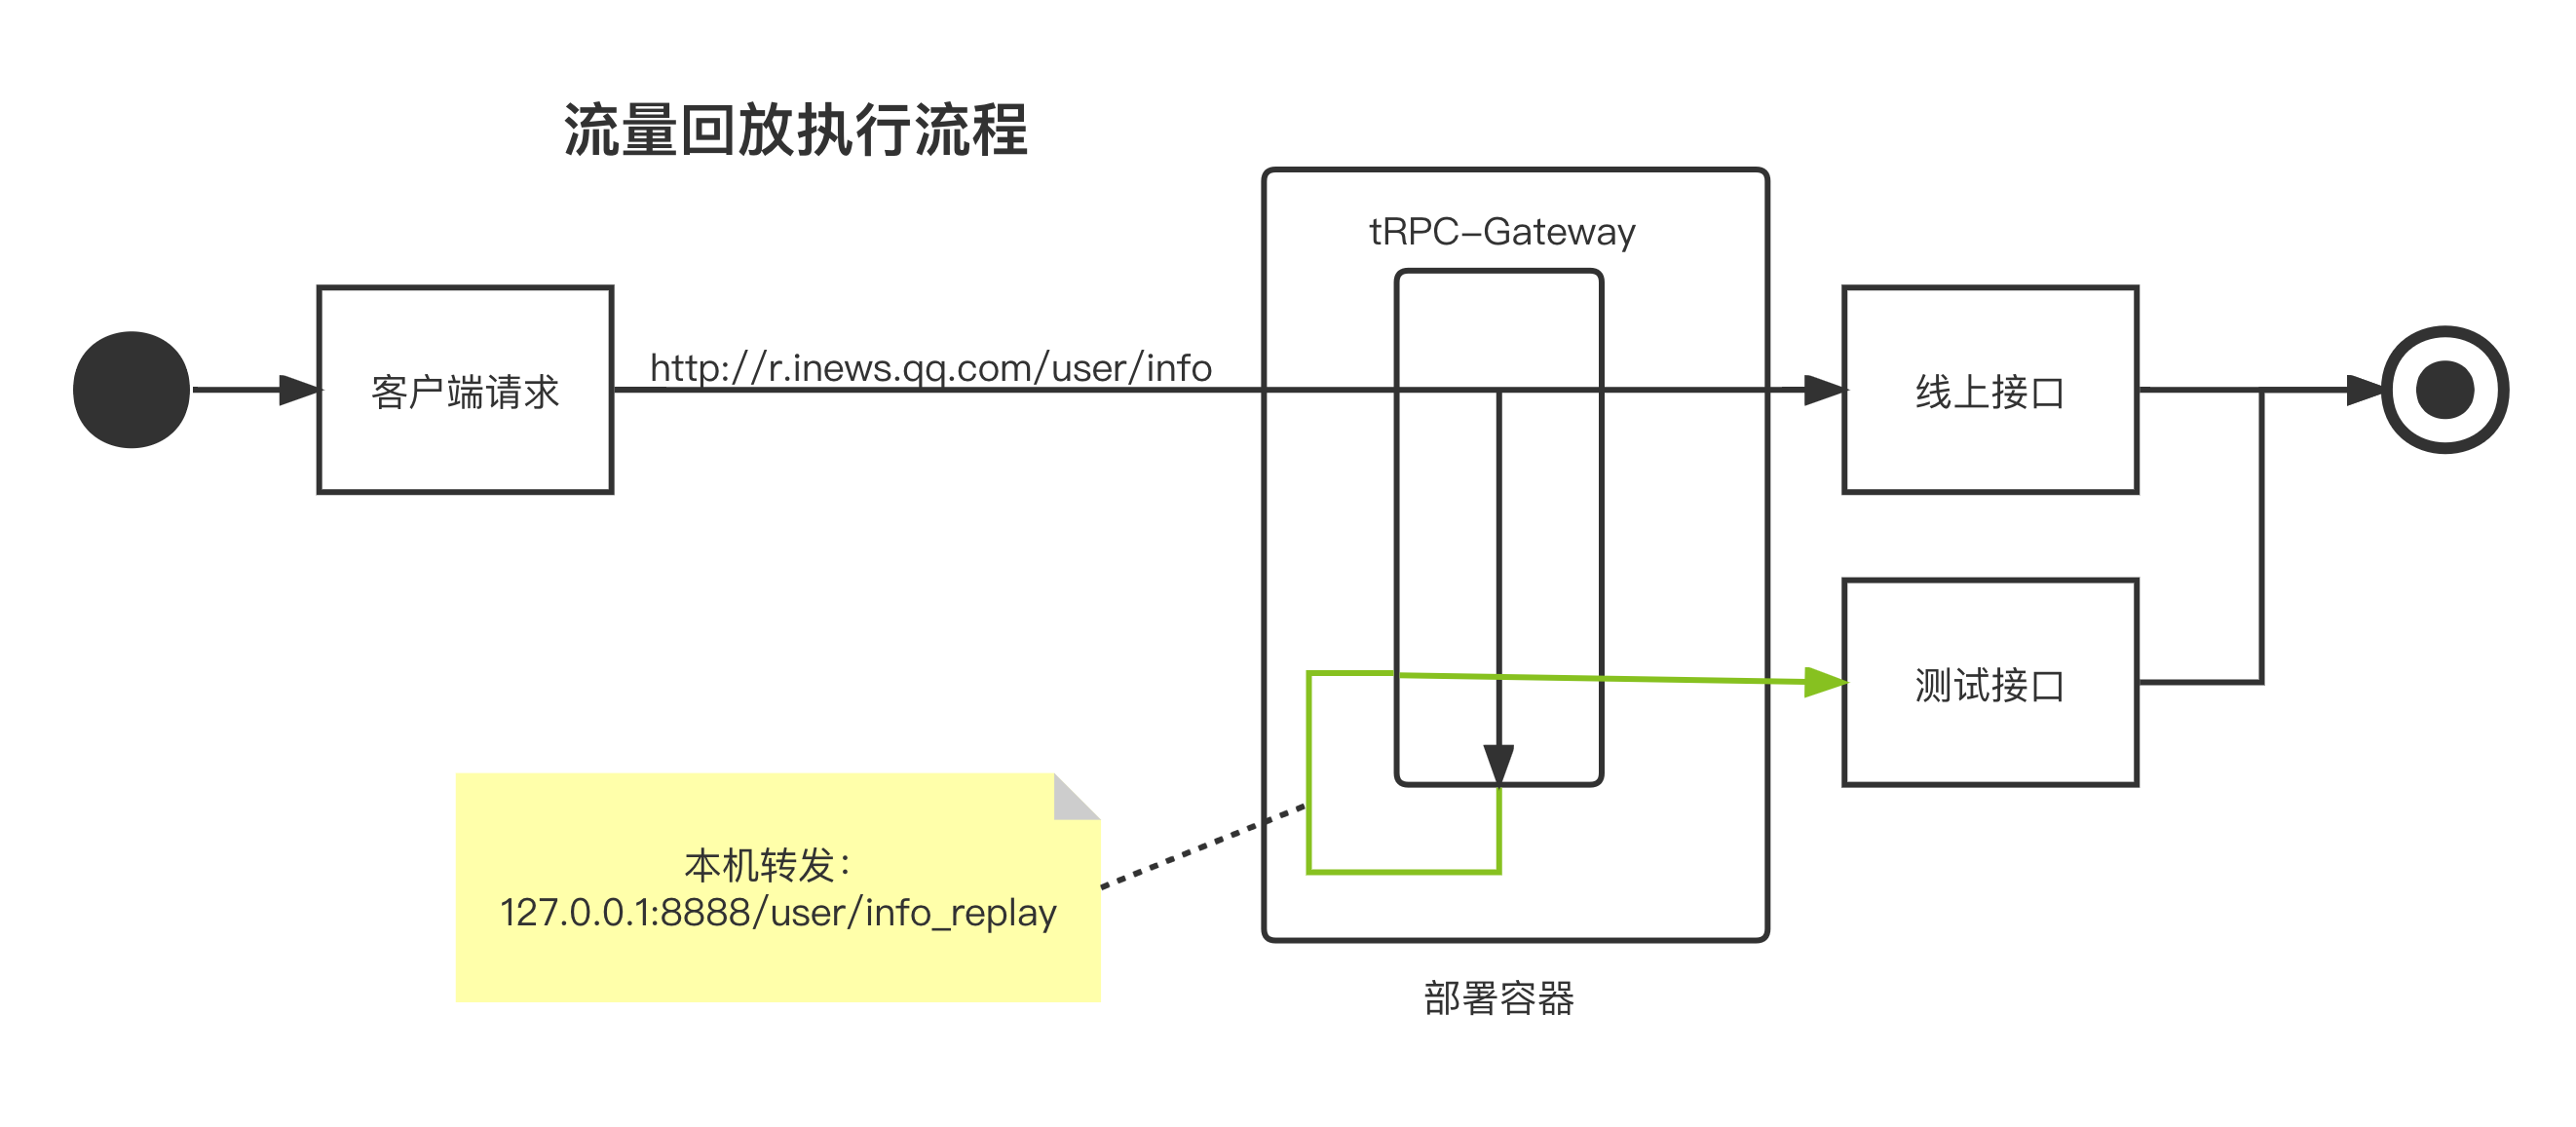 流量回放执行流程
tRPC-Gateway
客户端请求
http://r.inews.qq.com/user/info
线上接口
测试接口
本机转发：
127.0.0.1:8888/user/info_replay
部署容器